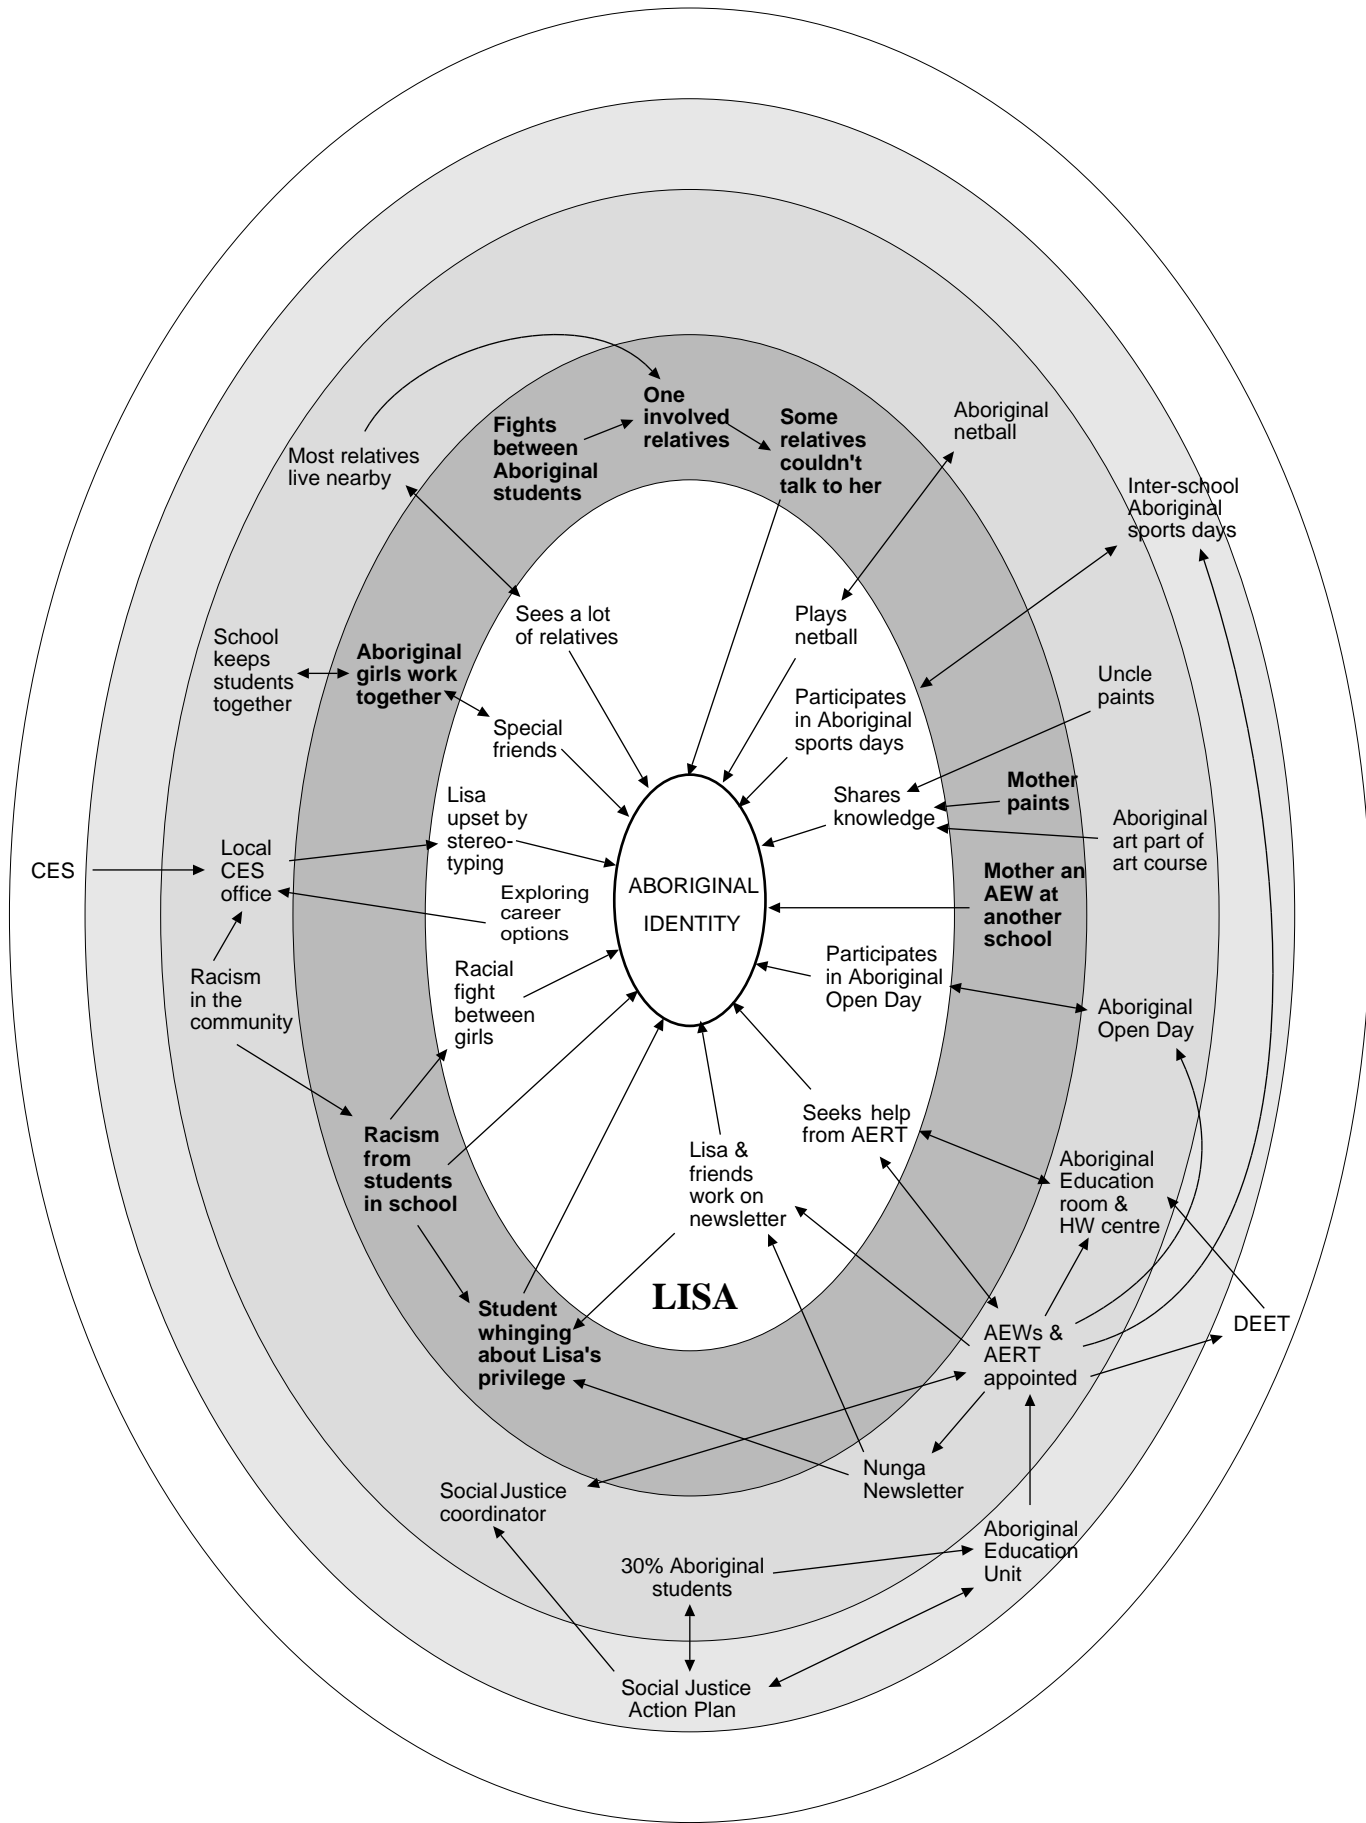 One
involved
relatives
Fights
between
Aboriginal
students
Some
relatives
couldn't
talk to her
Aboriginal
netball
Most relatives
live nearby
Inter-school
Aboriginal
sports days
Sees a lot
of relatives
Plays
netball
School
keeps
students
together
Aboriginal
girls work
together
Special
friends
Participates
in Aboriginal
sports days
Uncle
paints
Mother
paints
Lisa
upset by
stereo-
typing
Shares
knowledge
Aboriginal
art part of
art course
CES
Local
CES
office
Exploring
career
options
ABORIGINAL
IDENTITY
Mother an
AEW at
another
school
Racism
in the
community
Racial
fight
between
girls
Participates
in Aboriginal
Open Day
Aboriginal
Open Day
Racism
from
students
in school
Seeks help
from AERT
Lisa &
friends
work on
newsletter
Aboriginal
Education
room &
HW centre
LISA
Student
whinging
about Lisa's
privilege
AEWs &
AERT
appointed
DEET
Nunga
Newsletter
Social Justice
coordinator
Aboriginal
Education
Unit
30% Aboriginal
students
Social Justice
Action Plan